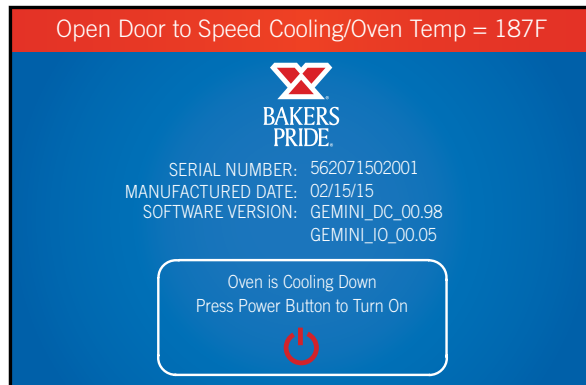 Open Door to Speed Cooling/Oven Temp = 187F
BAKERS
PRIDE®
SERIAL NUMBER: 562071502001
MANUFACTURED DATE: 02/15/15
SOFTWARE VERSION: GEMINI_DC_00.98
GEMINI_IO_00.05
Oven is Cooling Down
Press Power Button to Turn On